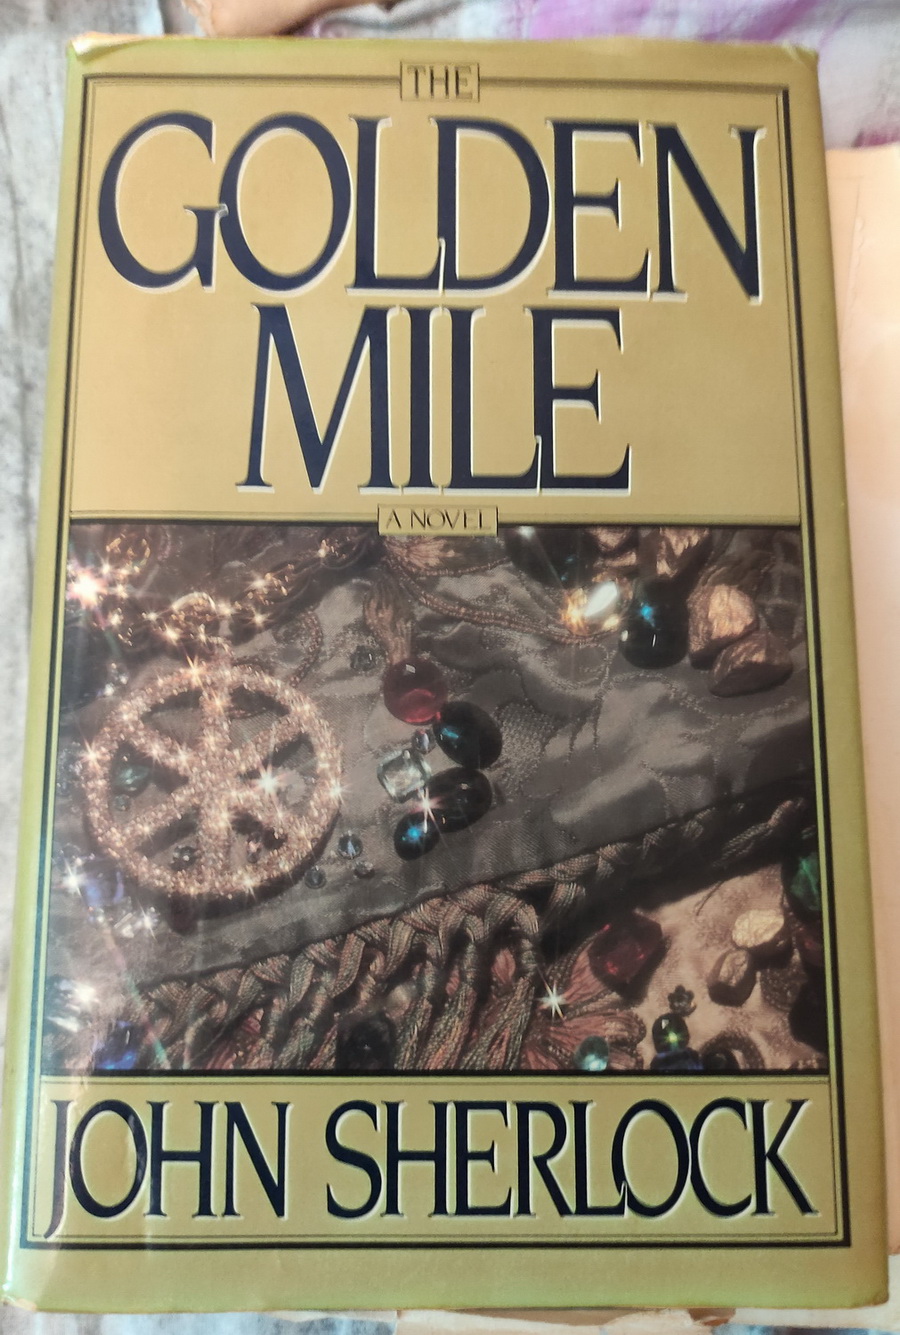 THE
GOLDEN
MILE
A NOVEL
JOHN SHERLOCK